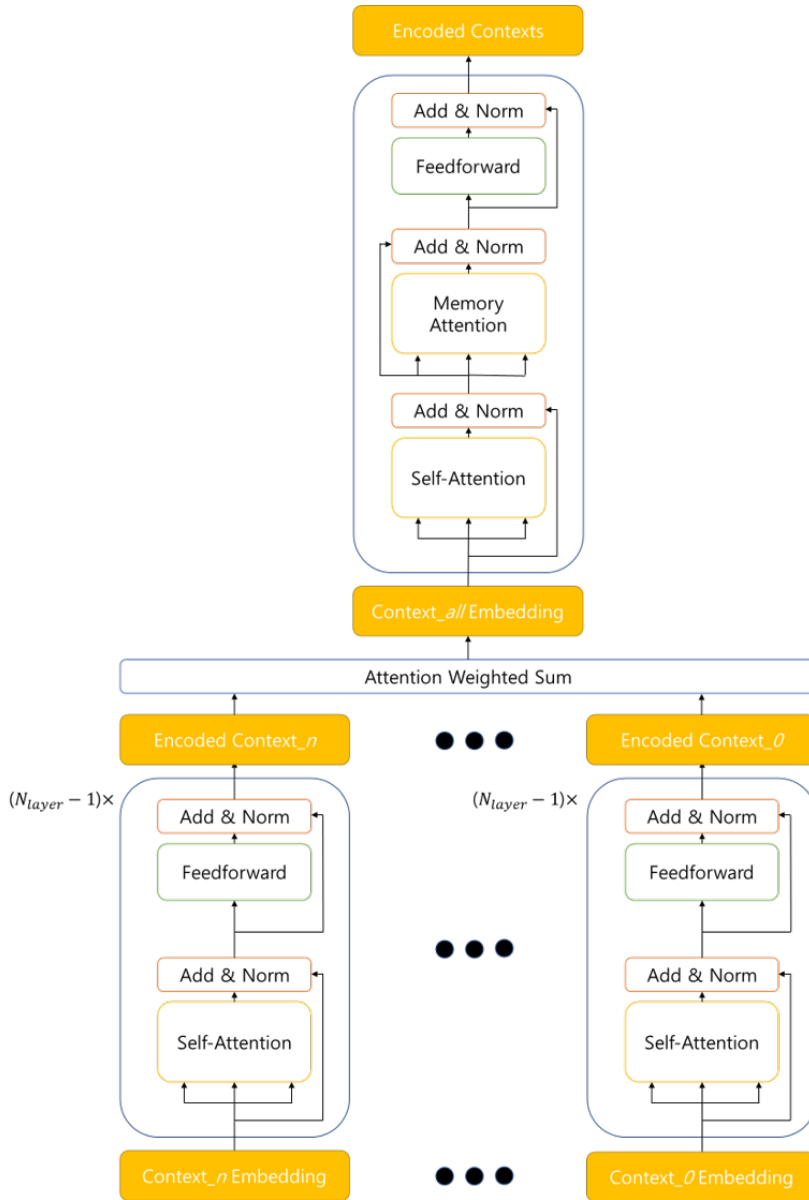 Encoded Contexts
Add & Norm
Feedforward
Add & Norm
Memory
Attention
Add & Norm
Self-Attention
Context_all Embedding
Attention Weighted Sum
Encoded Context_n
Encoded Context_0
(N_layer − 1)×
(N_layer − 1)×
Add & Norm
Add & Norm
Feedforward
Feedforward
Add & Norm
Add & Norm
Self-Attention
Self-Attention
Context_n Embedding
Context_0 Embedding